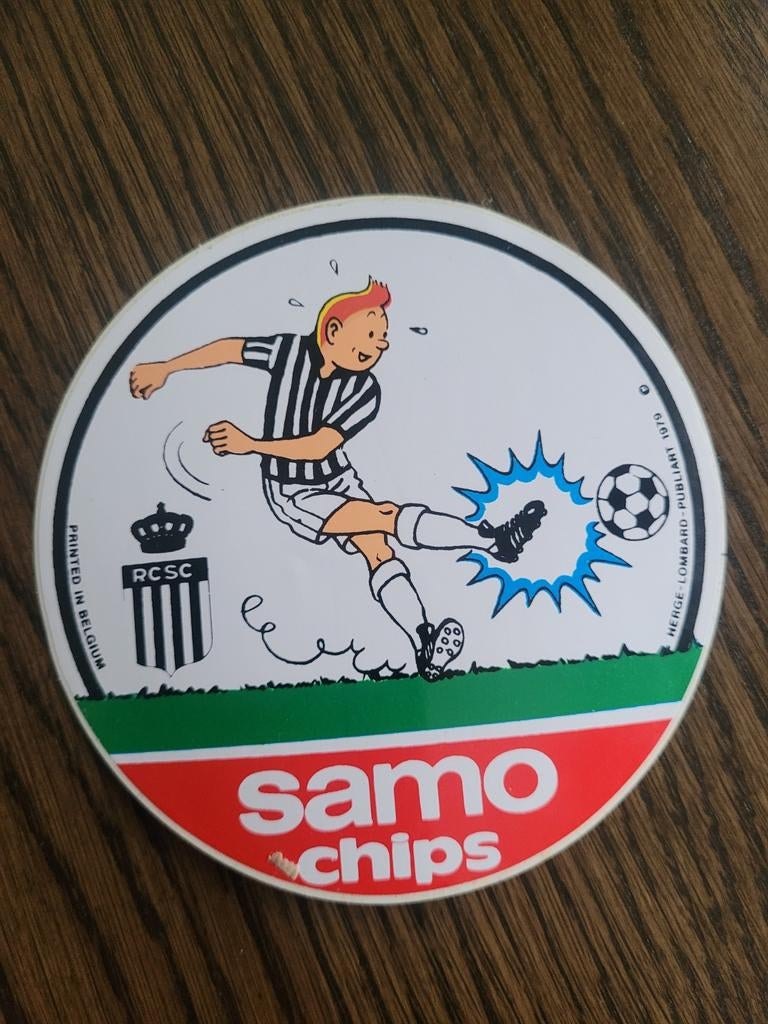 RCSC
PRINTED IN BELGIUM
HERGE-LOMBARD-PUBLIART 1979 ©
samo
chips